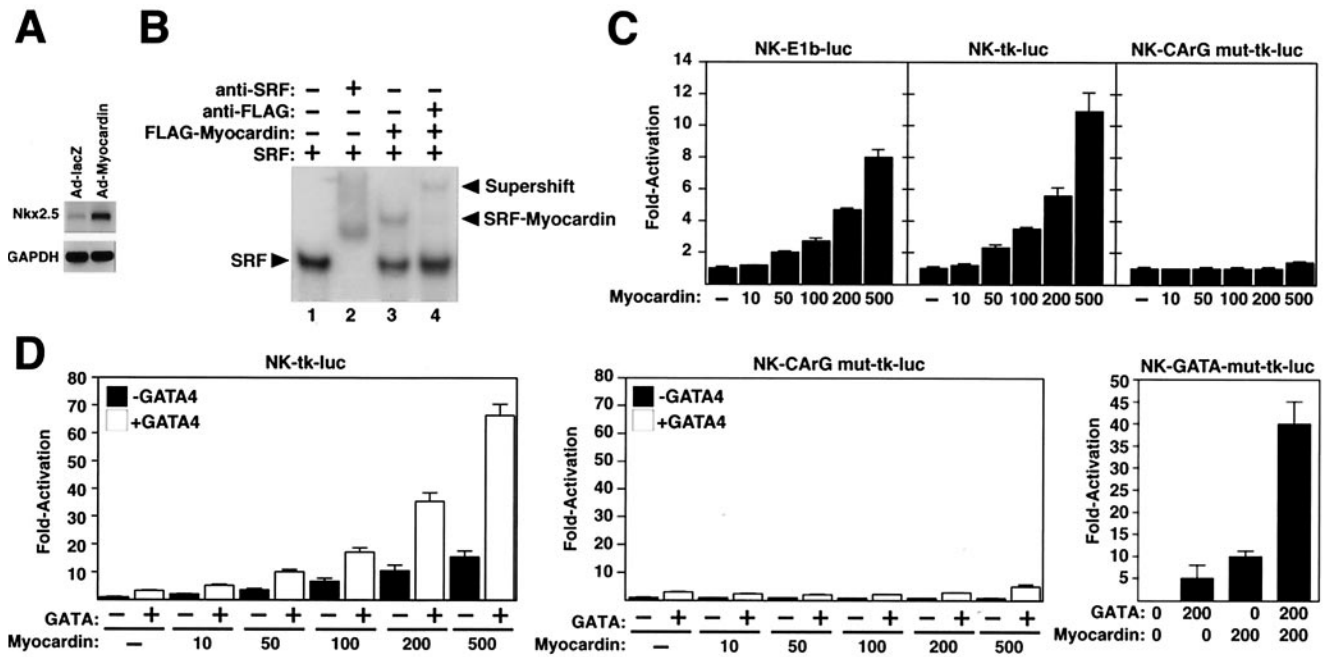 A
Ad-lacZ
Ad-Myocardin
Nkx2.5
GAPDH
B
anti-SRF: – + – –
anti-FLAG: – – – +
FLAG-Myocardin: – – + +
SRF: + + + +
Supershift
SRF-Myocardin
SRF
1 2 3 4
C
NK-E1b-luc NK-tk-luc NK-CArG mut-tk-luc
Fold-Activation
14
12
10
8
6
4
2
Myocardin: – 10 50 100 200 500 – 10 50 100 200 500 – 10 50 100 200 500
D
NK-tk-luc
-GATA4
+GATA4
Fold-Activation
80
70
60
50
40
30
20
10
GATA: – + – + – + – + – + – +
Myocardin: – 10 50 100 200 500
NK-CArG mut-tk-luc
-GATA4
+GATA4
Fold-Activation
80
70
60
50
40
30
20
10
GATA: – + – + – + – + – + – +
Myocardin: – 10 50 100 200 500
NK-GATA-mut-tk-luc
Fold-Activation
50
45
40
35
30
25
20
15
10
5
GATA: 0 200 0 200
Myocardin: 0 0 200 200